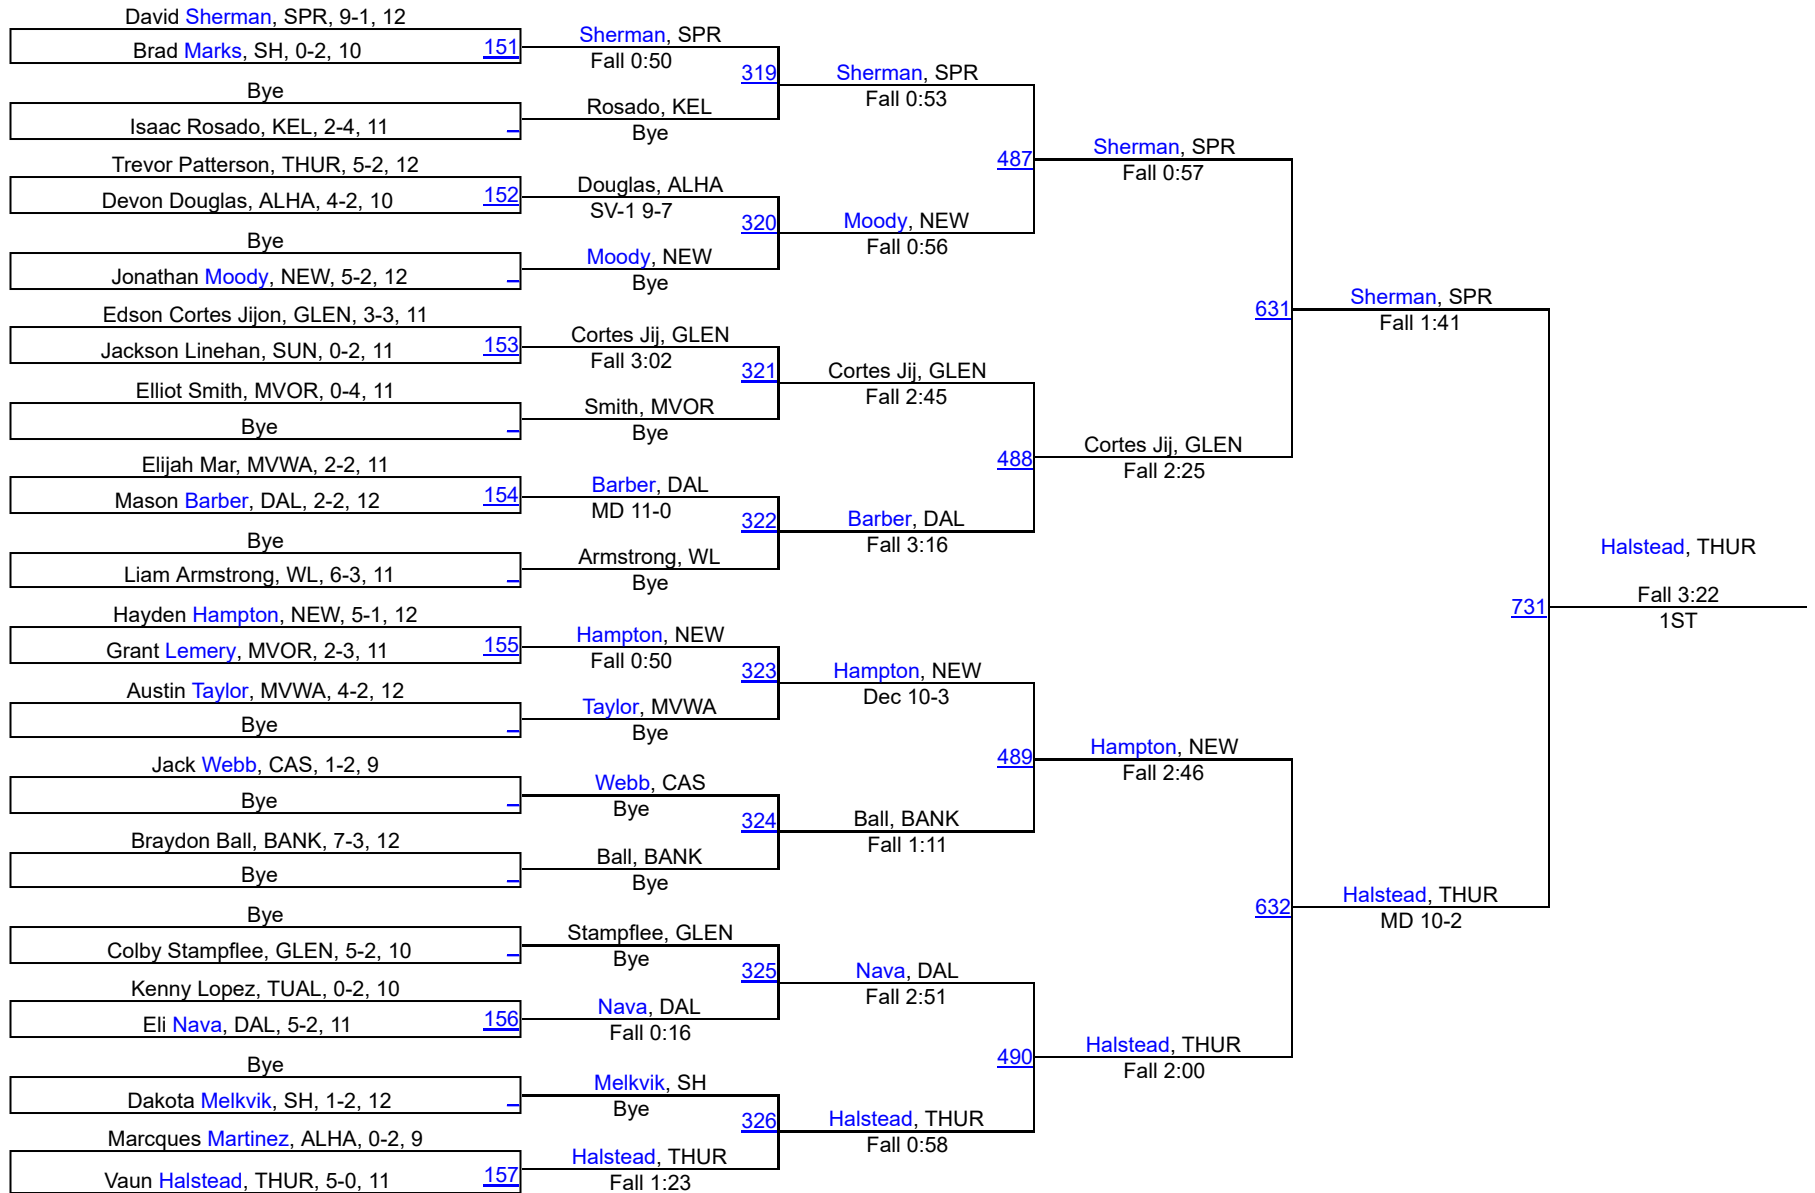 David Sherman, SPR, 9-1, 12
Brad Marks, SH, 0-2, 10
151
Bye
Isaac Rosado, KEL, 2-4, 11
Trevor Patterson, THUR, 5-2, 12
Devon Douglas, ALHA, 4-2, 10
152
Bye
Jonathan Moody, NEW, 5-2, 12
Edson Cortes Jijon, GLEN, 3-3, 11
Jackson Linehan, SUN, 0-2, 11
153
Elliot Smith, MVOR, 0-4, 11
Bye
Elijah Mar, MVWA, 2-2, 11
Mason Barber, DAL, 2-2, 12
154
Bye
Liam Armstrong, WL, 6-3, 11
Hayden Hampton, NEW, 5-1, 12
Grant Lemery, MVOR, 2-3, 11
155
Austin Taylor, MVWA, 4-2, 12
Bye
Jack Webb, CAS, 1-2, 9
Bye
Braydon Ball, BANK, 7-3, 12
Bye
Bye
Colby Stampflee, GLEN, 5-2, 10
Kenny Lopez, TUAL, 0-2, 10
Eli Nava, DAL, 5-2, 11
156
Bye
Dakota Melkvik, SH, 1-2, 12
Marcques Martinez, ALHA, 0-2, 9
Vaun Halstead, THUR, 5-0, 11
157
Sherman, SPR
Fall 0:50
319
Rosado, KEL
Bye
Douglas, ALHA
SV-1 9-7
320
Moody, NEW
Bye
Cortes Jij, GLEN
Fall 3:02
321
Smith, MVOR
Bye
Barber, DAL
MD 11-0
322
Armstrong, WL
Bye
Hampton, NEW
Fall 0:50
323
Taylor, MVWA
Bye
Webb, CAS
Bye
324
Ball, BANK
Bye
Stampflee, GLEN
Bye
325
Nava, DAL
Fall 0:16
Melkvik, SH
Bye
326
Halstead, THUR
Fall 1:23
Sherman, SPR
Fall 0:53
487
Moody, NEW
Fall 0:56
Cortes Jij, GLEN
Fall 2:45
488
Barber, DAL
Fall 3:16
Hampton, NEW
Dec 10-3
489
Ball, BANK
Fall 1:11
Nava, DAL
Fall 2:51
490
Halstead, THUR
Fall 0:58
Sherman, SPR
Fall 0:57
631
Cortes Jij, GLEN
Fall 2:25
Hampton, NEW
Fall 2:46
632
Halstead, THUR
Fall 2:00
Sherman, SPR
Fall 1:41
731
Halstead, THUR
MD 10-2
Halstead, THUR
Fall 3:22
1ST